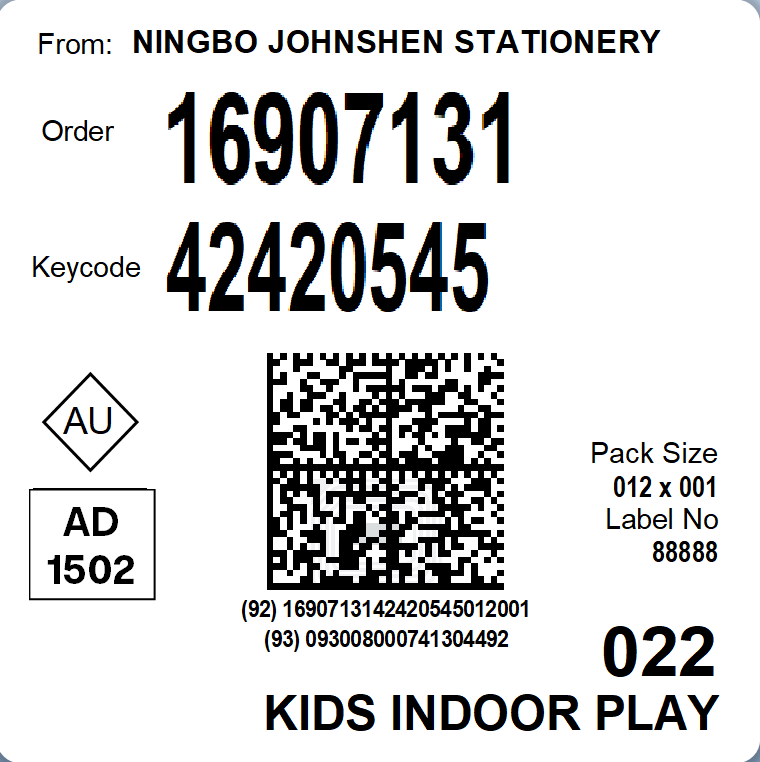 From: NINGBO JOHNSHEN STATIONERY
Order 16907131
Keycode 42420545
AU
AD
1502
Pack Size
012 x 001
Label No
88888
(92) 1690713142420545012001
(93) 093008000741304492
022
KIDS INDOOR PLAY